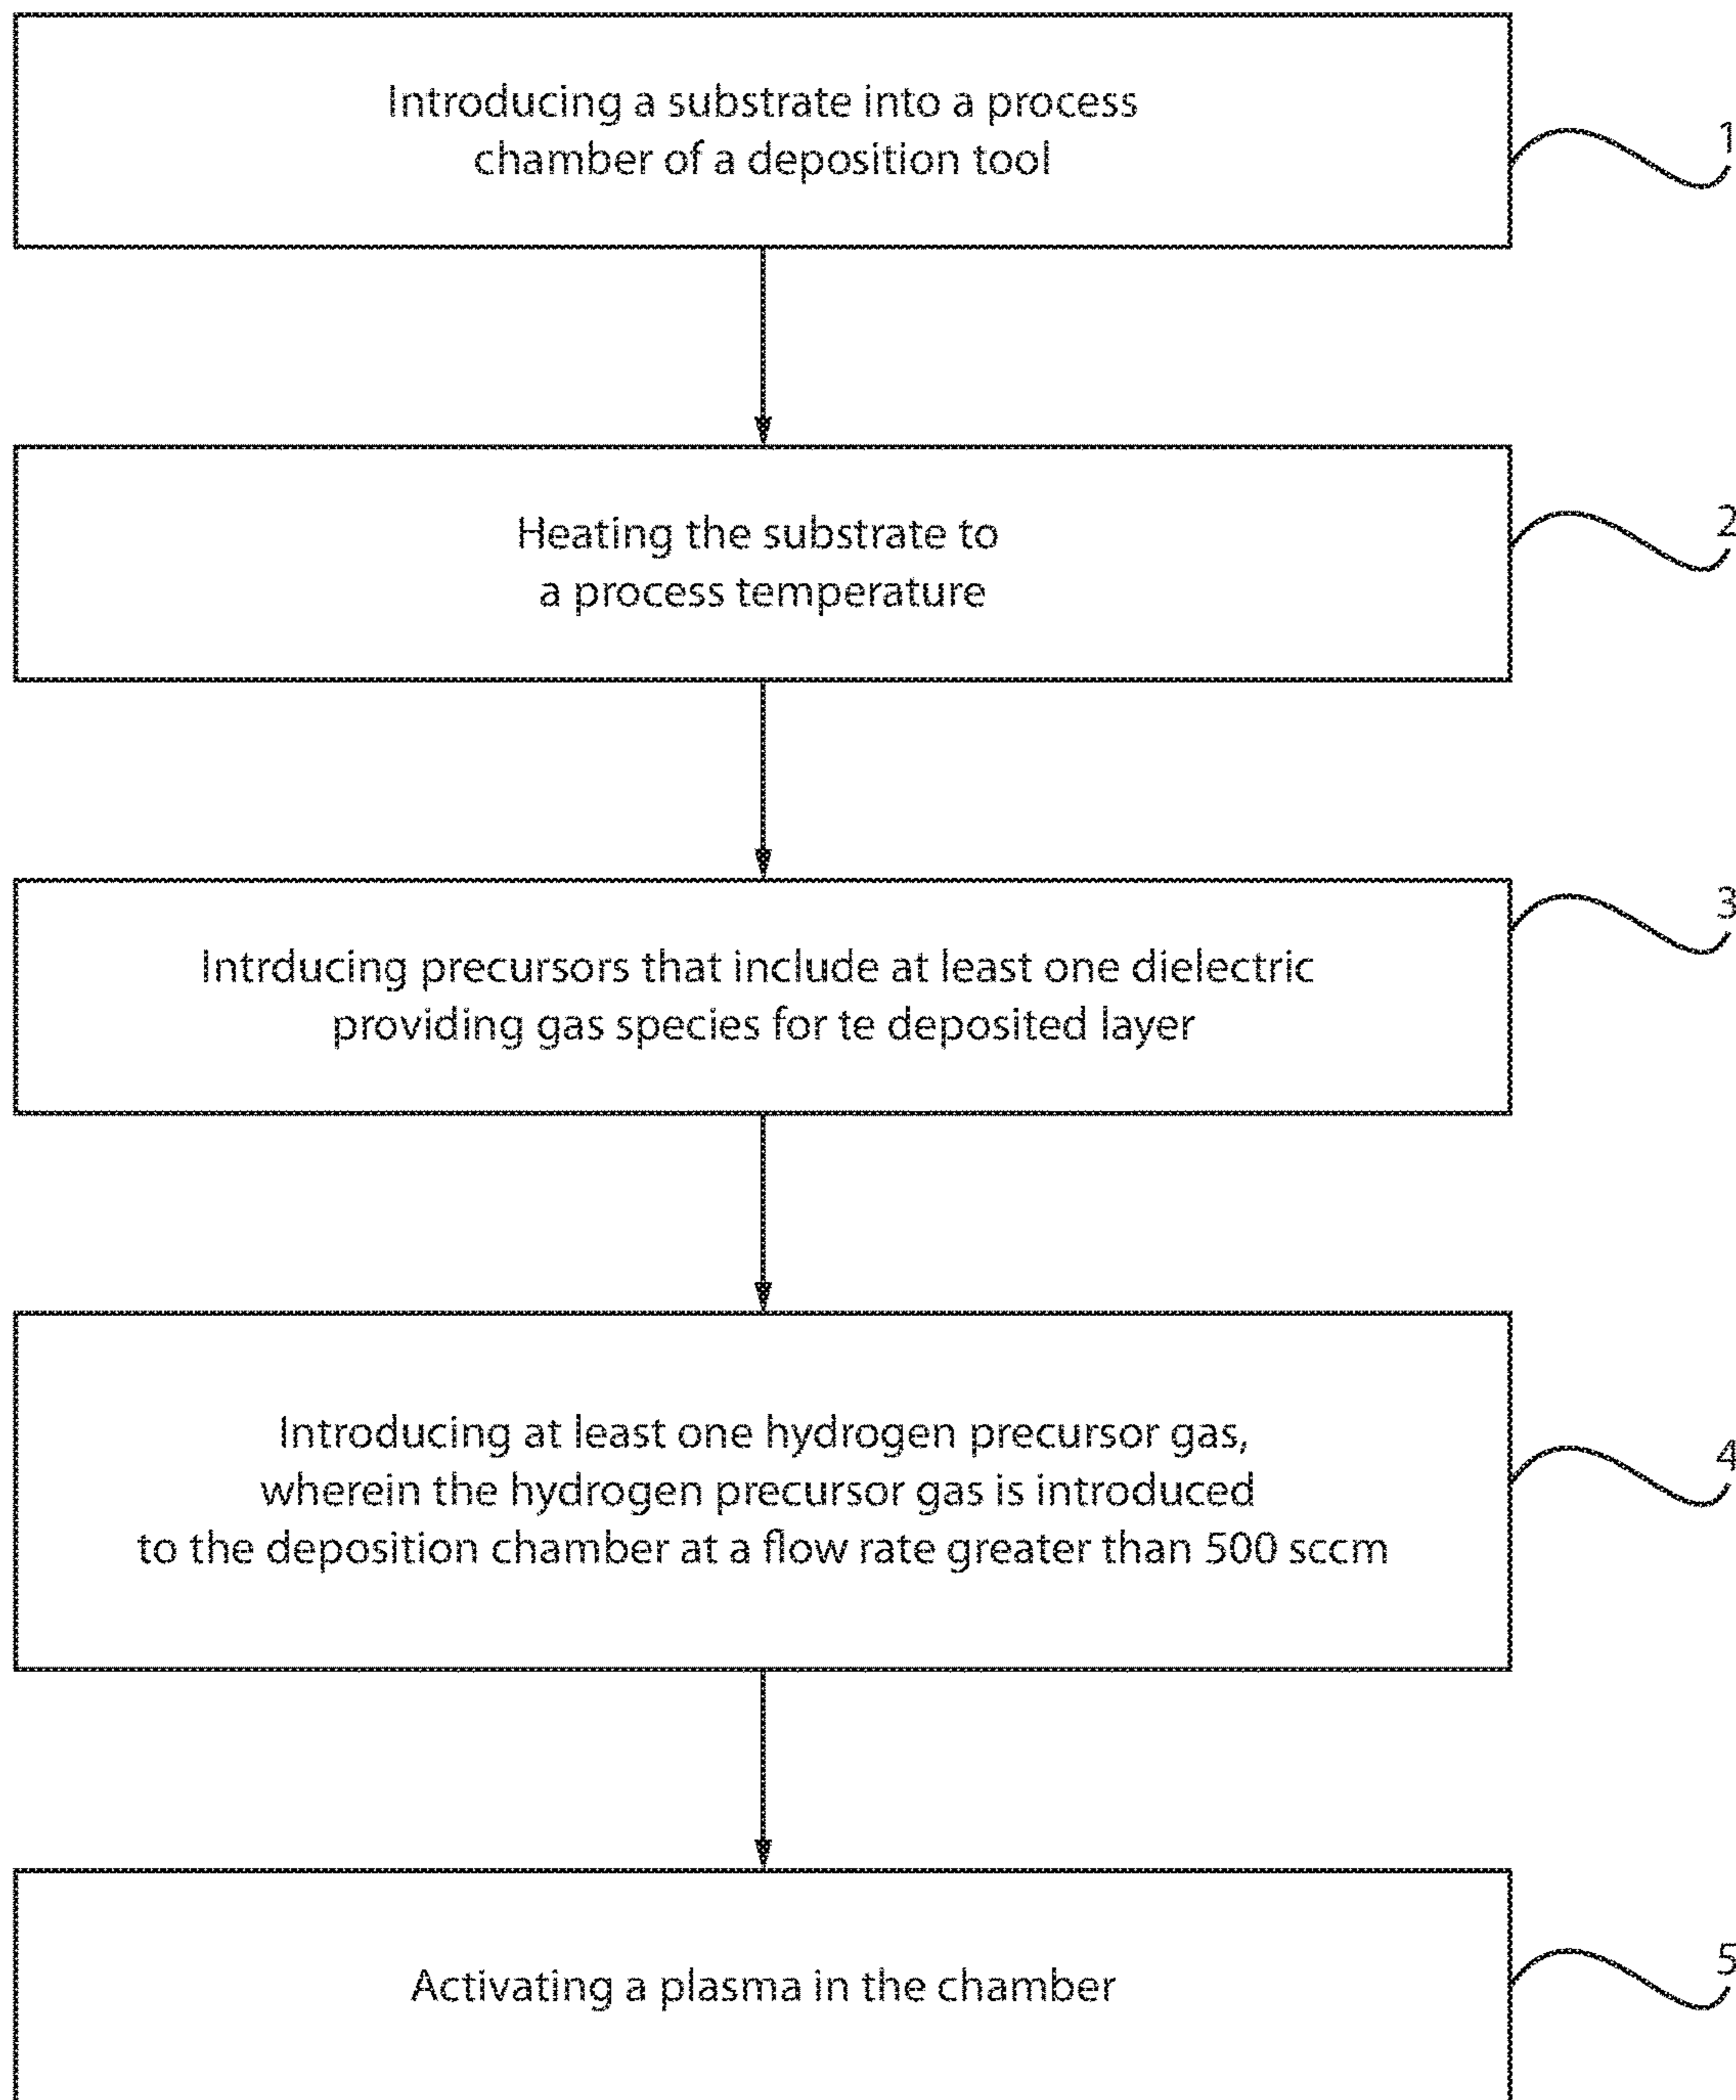 Introducing a substrate into a process
chamber of a deposition tool
1
Heating the substrate to
a process temperature
2
Intrducing precursors that include at least one dielectric
providing gas species for te deposited layer
3
Introducing at least one hydrogen precursor gas,
wherein the hydrogen precursor gas is introduced
to the deposition chamber at a flow rate greater than 500 sccm
4
Activating a plasma in the chamber
5